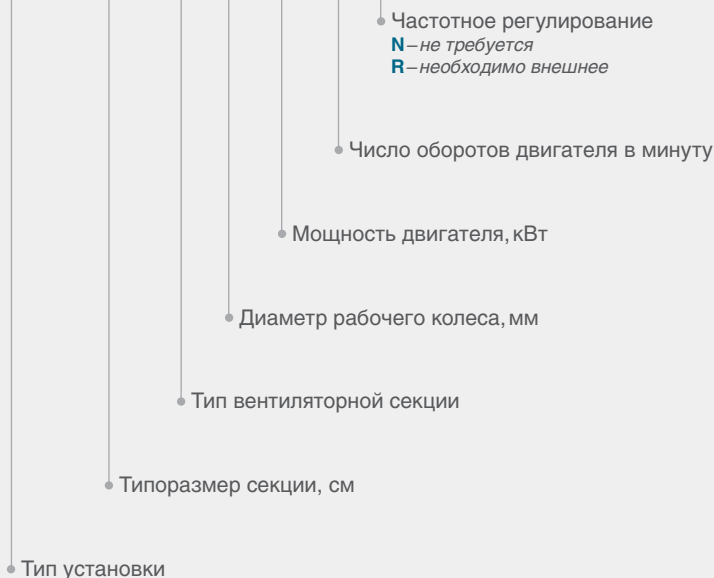 Частотное регулирование
N–не требуется
R–необходимо внешнее
Число оборотов двигателя в минуту
Мощность двигателя, кВт
Диаметр рабочего колеса, мм
Тип вентиляторной секции
Типоразмер секции, см
Тип установки